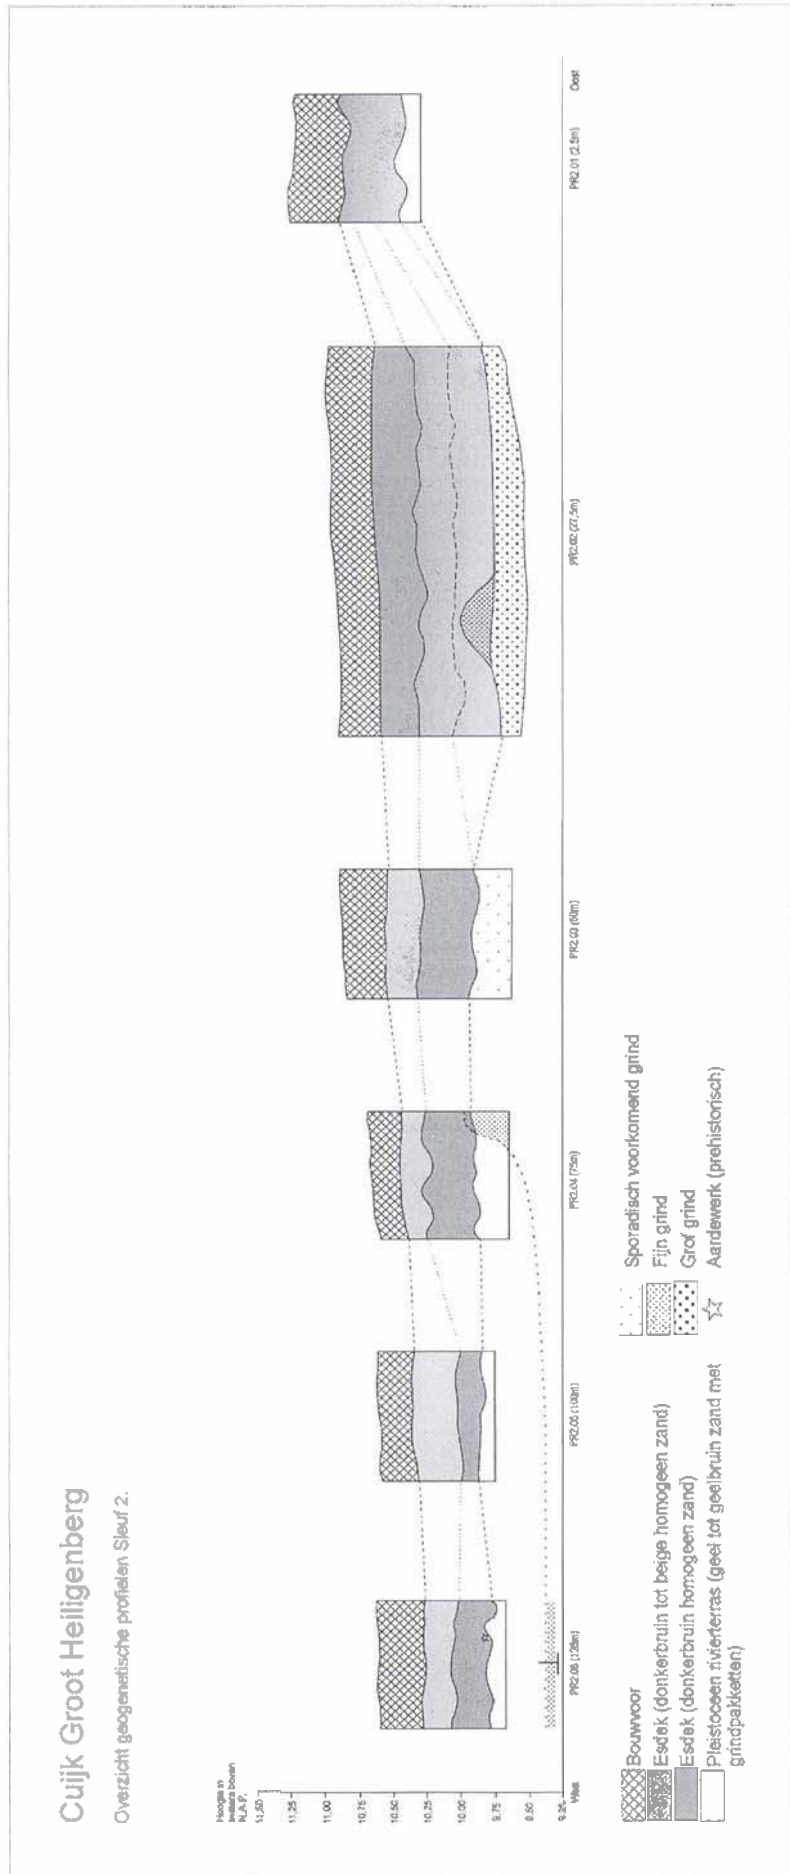 Cuijk Groot Heiligenberg
Overzicht geogenetische profielen Sleuf 2.
Hoogte in
meters boven
N.A.P.
11,50
11,25
11,00
10,75
10,50
10,25
10,00
9,75
9,50
9,25
West
PR2.06 (125m)
PR2.05 (100m)
PR2.04 (75m)
PR2.03 (50m)
PR2.02 (27,5m)
PR2.01 (2,5m)
Oost
Bouwvoor
Esdek (donkerbruin tot beige homogeen zand)
Esdek (donkerbruin homogeen zand)
Pleistoceen rivierterras (geel tot geelbruin zand met
grindpakketten)
Sporadisch voorkomend grind
Fijn grind
Grof grind
Aardewerk (prehistorisch)